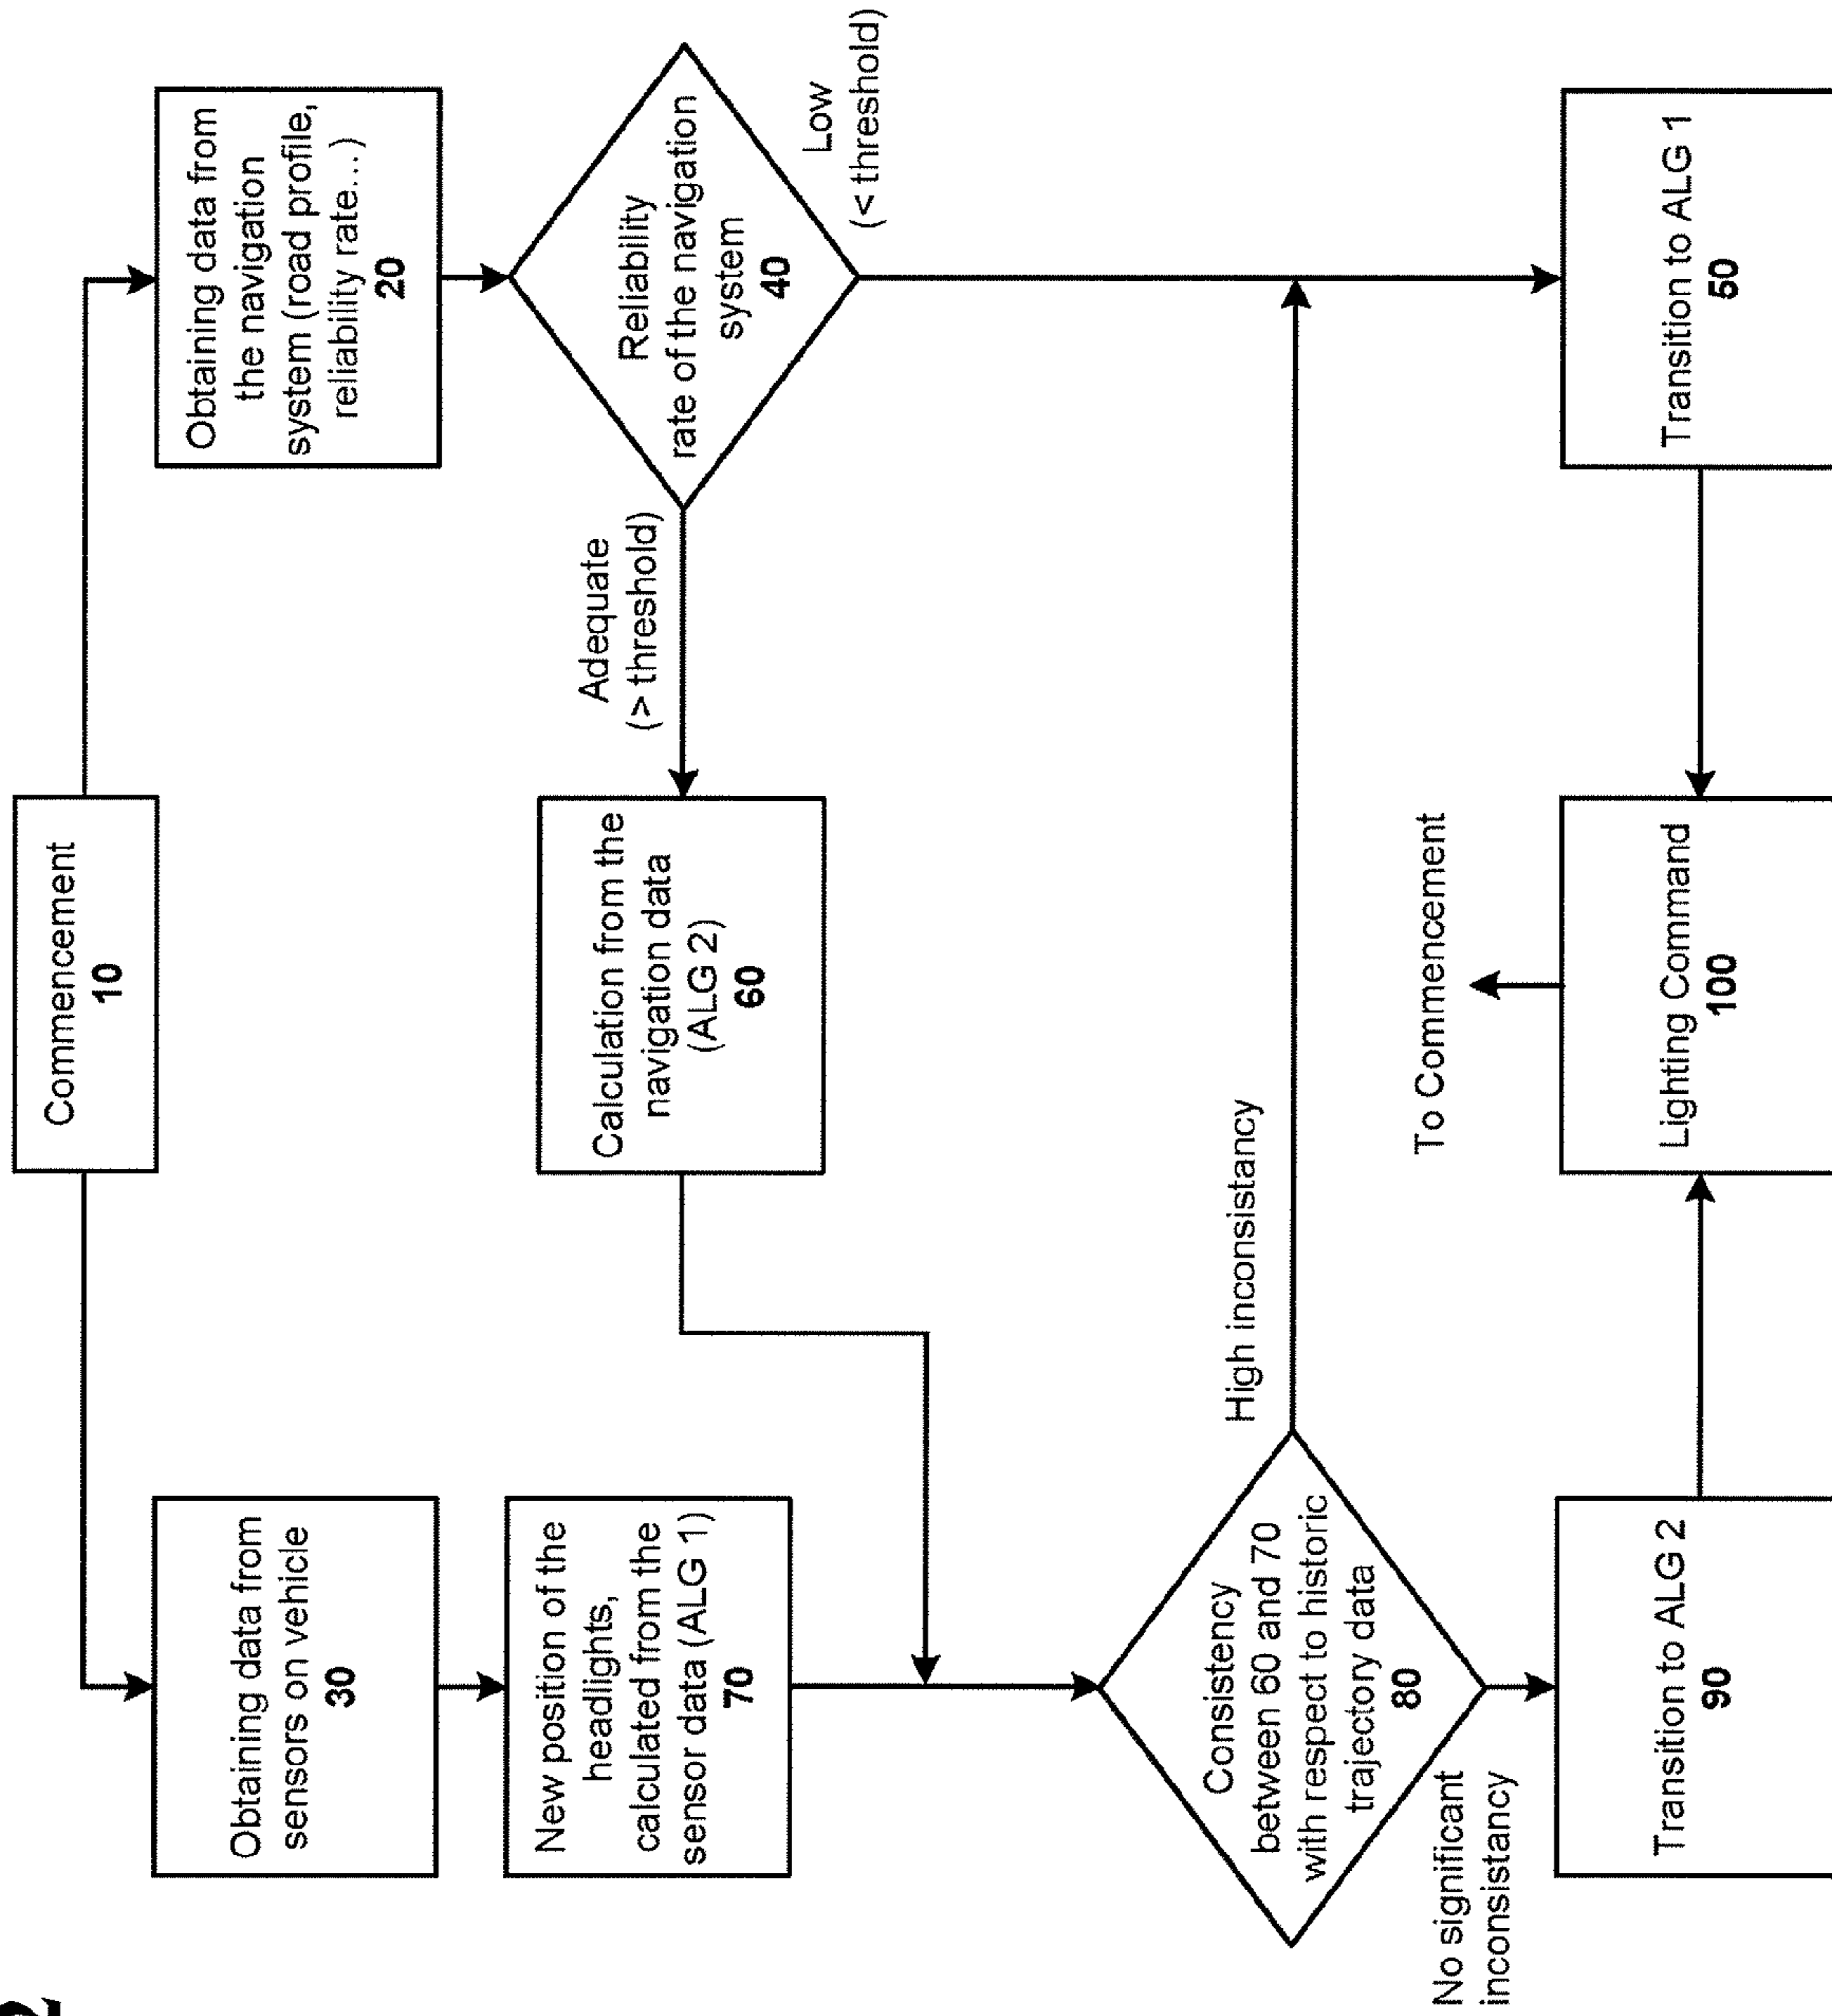 2
Commencement
10
Obtaining data from
sensors on vehicle
30
Obtaining data from
the navigation
system (road profile,
reliability rate...)
20
New position of the
headlights,
calculated from the
sensor data (ALG 1)
70
Calculation from the
navigation data
(ALG 2)
60
Adequate
(> threshold)
Reliability
rate of the navigation
system
40
Low
(< threshold)
Consistency
between 60 and 70
with respect to historic
trajectory data
80
High inconsistancy
No significant
inconsistancy
To Commencement
Transition to ALG 2
90
Lighting Command
100
Transition to ALG 1
50